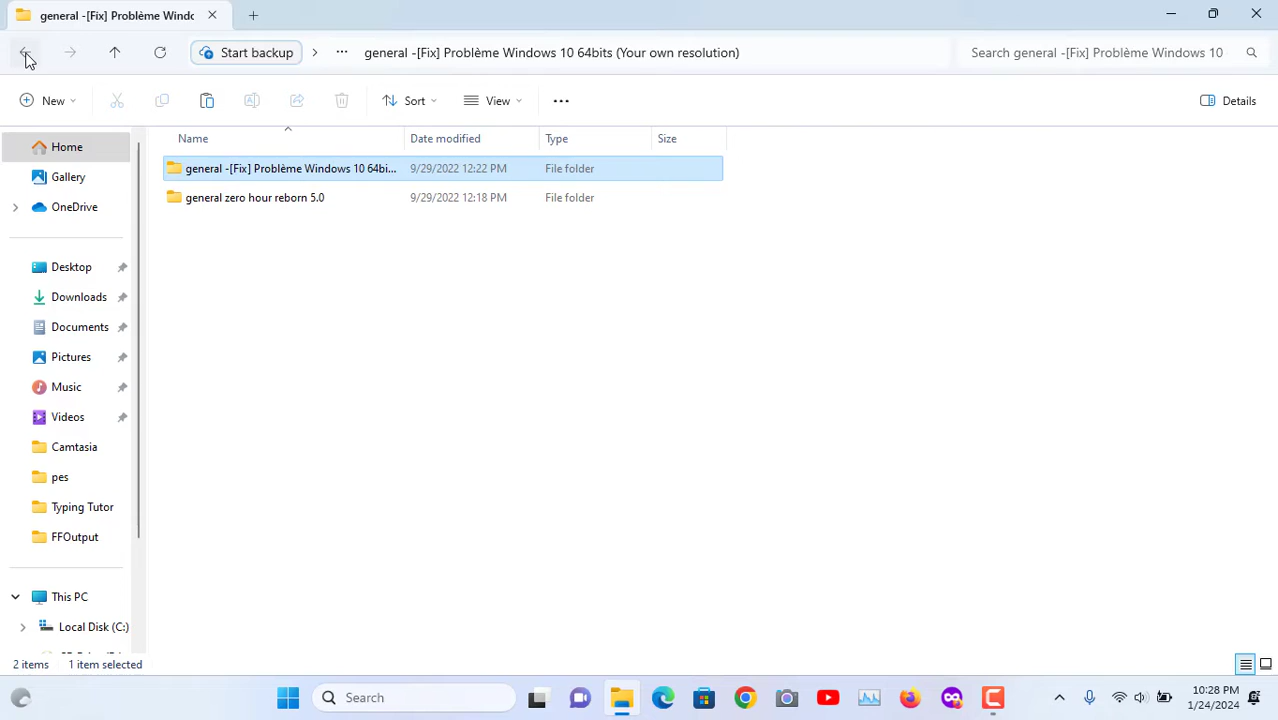 general -[Fix] Problème Windc
Start backup
general -[Fix] Problème Windows 10 64bits (Your own resolution)
Search general -[Fix] Problème Windows 10
New
Sort
View
Details
Home
Gallery
OneDrive
Desktop
Downloads
Documents
Pictures
Music
Videos
Camtasia
pes
Typing Tutor
FFOutput
This PC
Local Disk (C:)
Name
Date modified
Type
Size
general -[Fix] Problème Windows 10 64bi...
9/29/2022 12:22 PM
File folder
general zero hour reborn 5.0
9/29/2022 12:18 PM
File folder
2 items
1 item selected
Search
10:28 PM
1/24/2024